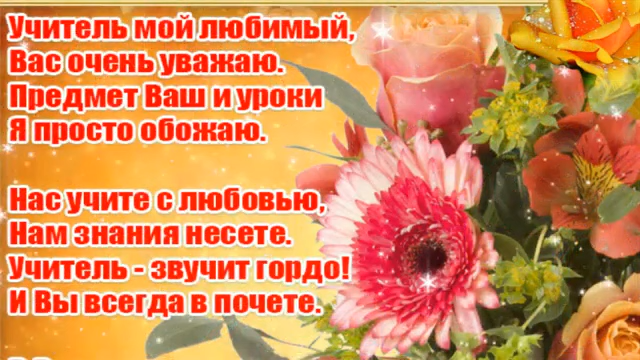 Учитель мой любимый,
Вас очень уважаю.
Предмет Ваш и уроки
Я просто обожаю.
Нас учите с любовью,
Нам знания несете.
Учитель - звучит гордо!
И Вы всегда в почете.